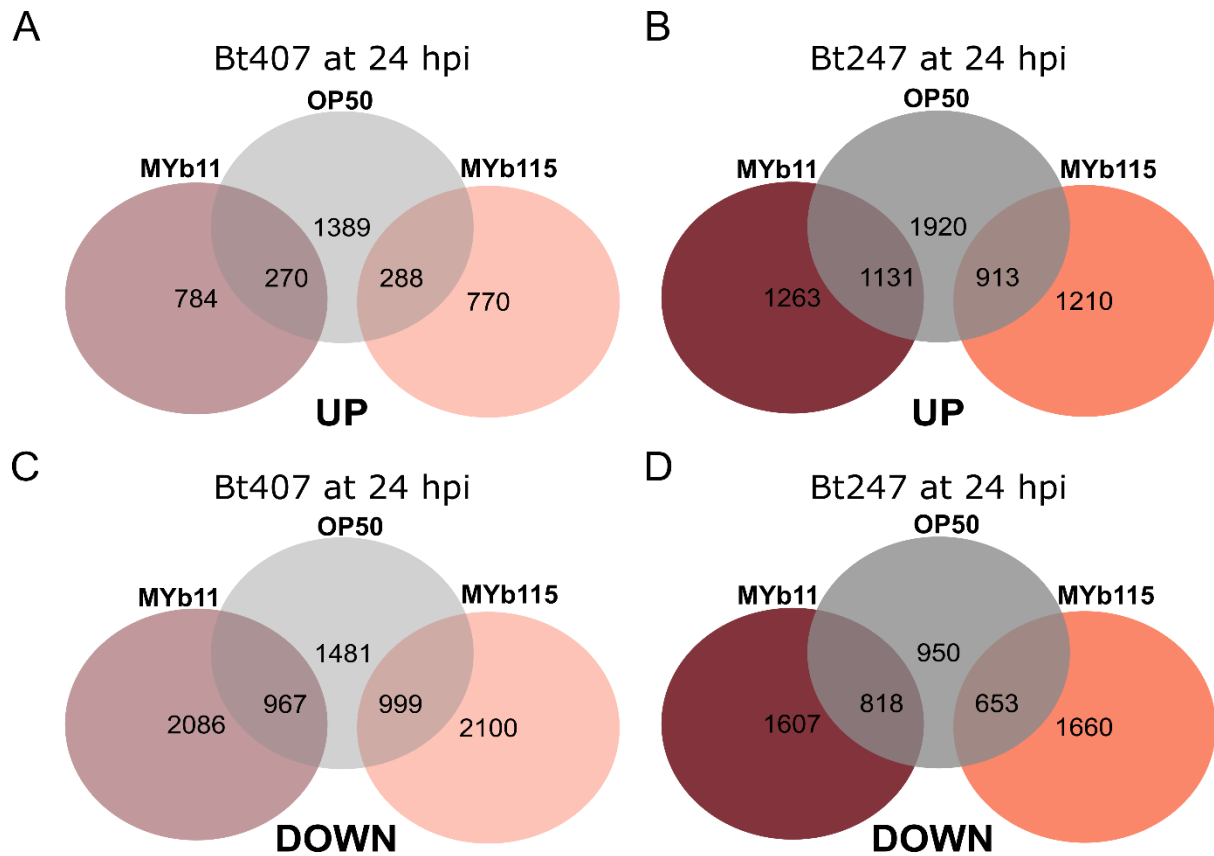 A
Bt407 at 24 hpi
OP50
MYb11
MYb115
1389
270
288
784
770
UP
B
Bt247 at 24 hpi
OP50
MYb11
MYb115
1920
1131
913
1263
1210
UP
C
Bt407 at 24 hpi
OP50
MYb11
MYb115
1481
967
999
2086
2100
DOWN
D
Bt247 at 24 hpi
OP50
MYb11
MYb115
950
818
653
1607
1660
DOWN